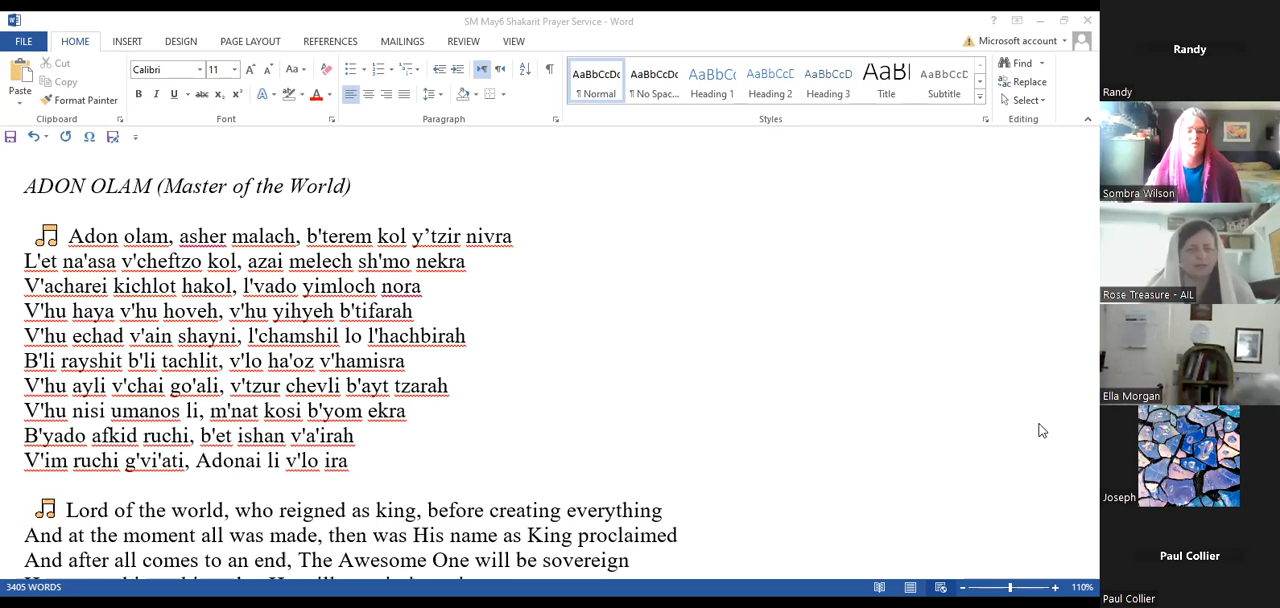 SM May6 Shakarit Prayer Service - Word
FILE HOME INSERT DESIGN PAGE LAYOUT REFERENCES MAILINGS REVIEW VIEW Microsoft account
Paste
Cut
Copy
Format Painter
Clipboard
Calibri 11
Font
Paragraph
AaBbCcDc AaBbCcDc AaBbC( AaBbCcE AaBbCcD AaB( AaBbCcD
¶ Normal ¶ No Spac... Heading 1 Heading 2 Heading 3 Title Subtitle
Styles
Find
Replace
Select
Editing
ADON OLAM (Master of the World)
Adon olam, asher malach, b'terem kol y’tzir nivra
L'et na'asa v'cheftzo kol, azai melech sh'mo nekra
V'acharei kichlot hakol, l'vado yimloch nora
V'hu haya v'hu hoveh, v'hu yihyeh b'tifarah
V'hu echad v'ain shayni, l'chamshil lo l'hachbirah
B'li rayshit b'li tachlit, v'lo ha'oz v'hamisra
V'hu ayli v'chai go'ali, v'tzur chevli b'ayt tzarah
V'hu nisi umanos li, m'nat kosi b'yom ekra
B'yado afkid ruchi, b'et ishan v'a'irah
V'im ruchi g'vi'ati, Adonai li v'lo ira
Lord of the world, who reigned as king, before creating everything
And at the moment all was made, then was His name as King proclaimed
And after all comes to an end, The Awesome One will be sovereign
3405 WORDS
110%
Randy
Randy
Sombra Wilson
Rose Treasure - AIL
Ella Morgan
Joseph
Paul Collier
Paul Collier